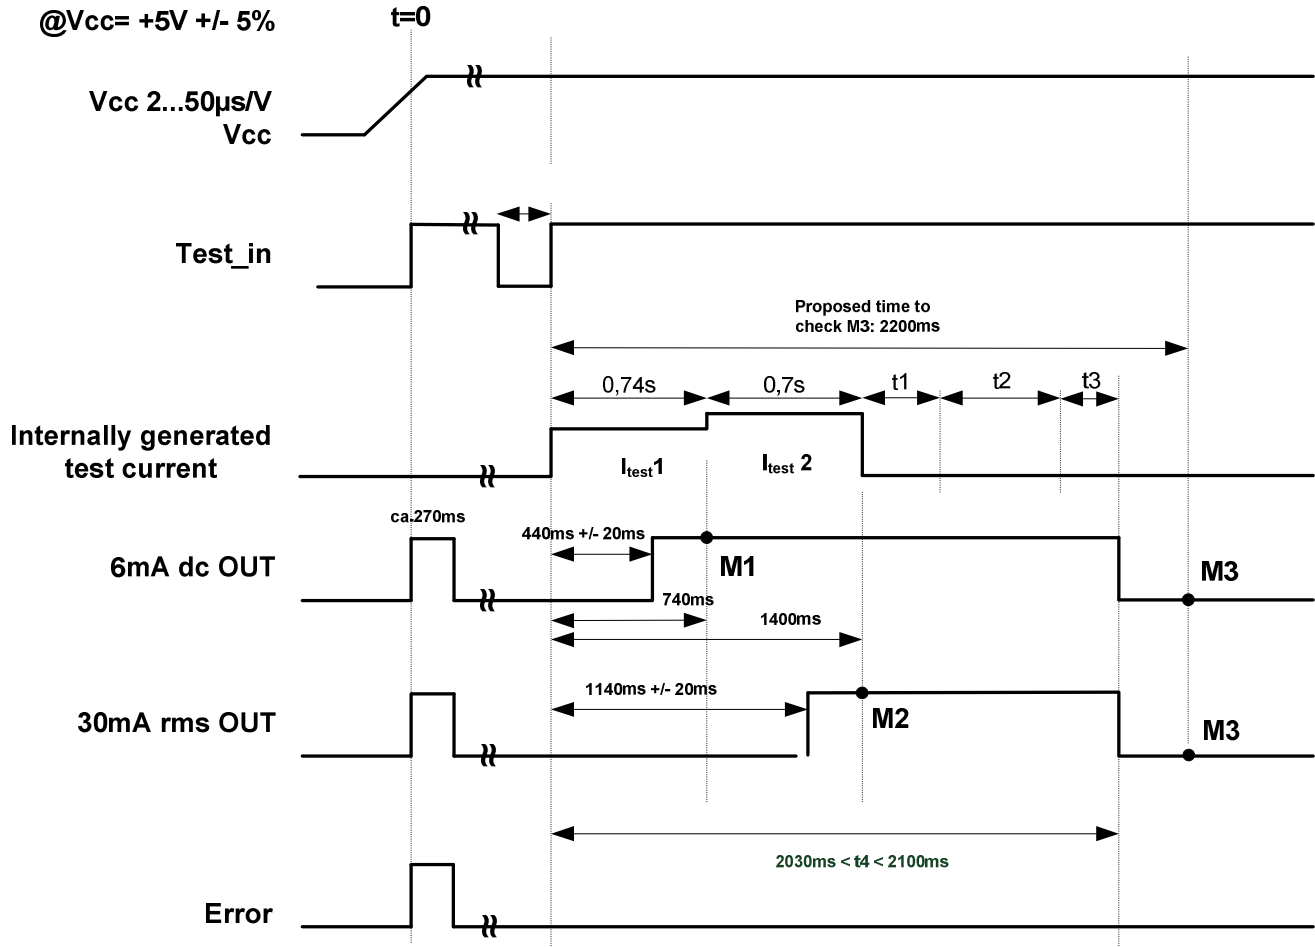 @Vcc= +5V +/- 5%
t=0
Vcc 2...50µs/V
Vcc
Test_in
Proposed time to
check M3: 2200ms
0,74s
0,7s
t1
t2
t3
Internally generated
test current
Itest1
Itest 2
ca.270ms
440ms +/- 20ms
6mA dc OUT
M1
M3
740ms
1400ms
1140ms +/- 20ms
30mA rms OUT
M2
M3
2030ms < t4 < 2100ms
Error